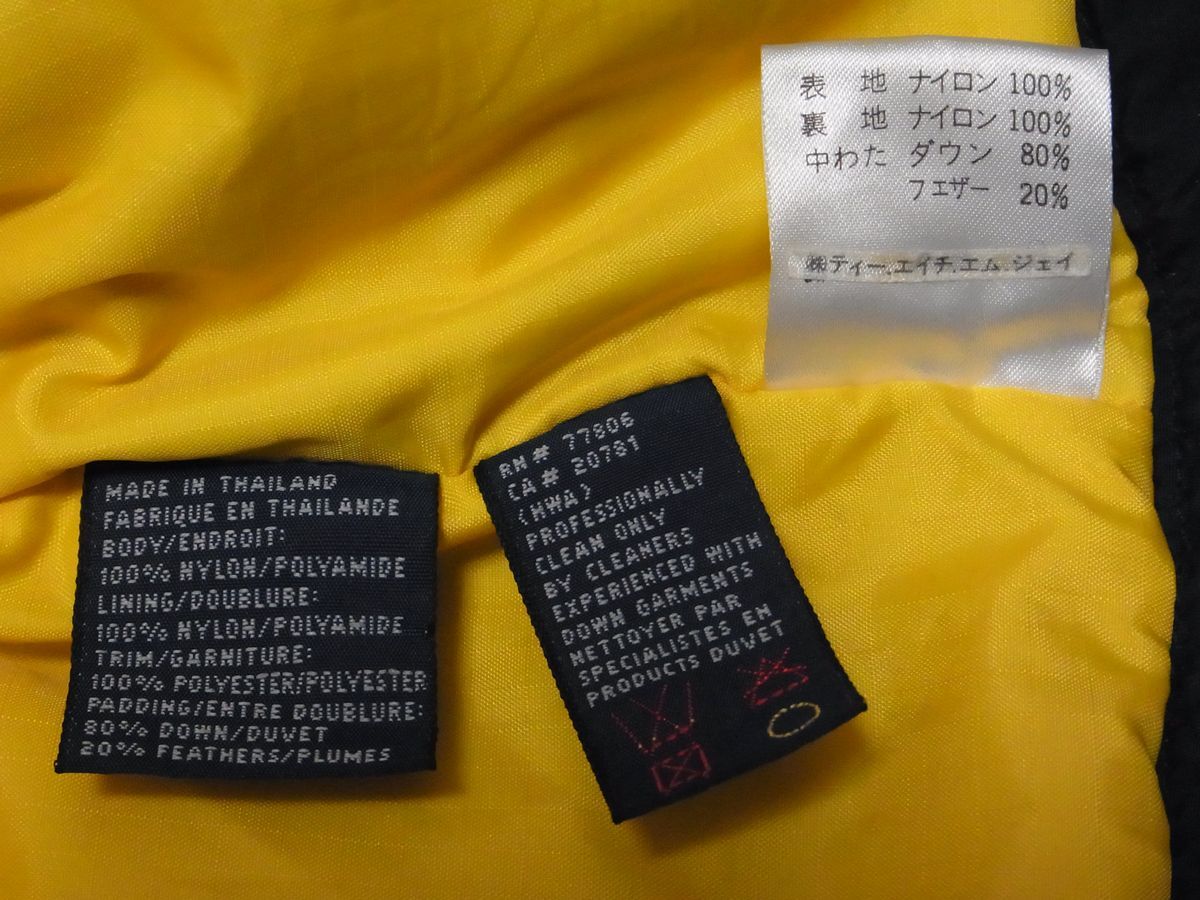 表 地 ナイロン 100%
裏 地 ナイロン 100%
中わた ダウン 80%
フエザー 20%
㈱ティー.エイチ.エム.ジェイ
MADE IN THAILAND
FABRIQUE EN THAILANDE
BODY/ENDROIT:
100% NYLON/POLYAMIDE
LINING/DOUBLURE:
100% NYLON/POLYAMIDE
TRIM/GARNITURE:
100% POLYESTER/POLYESTER
PADDING/ENTRE DOUBLURE:
80% DOWN/DUVET
20% FEATHERS/PLUMES
RN# 77806
CA# 20781
(HWA)
PROFESSIONALLY
CLEAN ONLY
BY CLEANERS
EXPERIENCED WITH
DOWN GARMENTS
NETTOYER PAR
SPECIALISTES EN
PRODUCTS DUVET